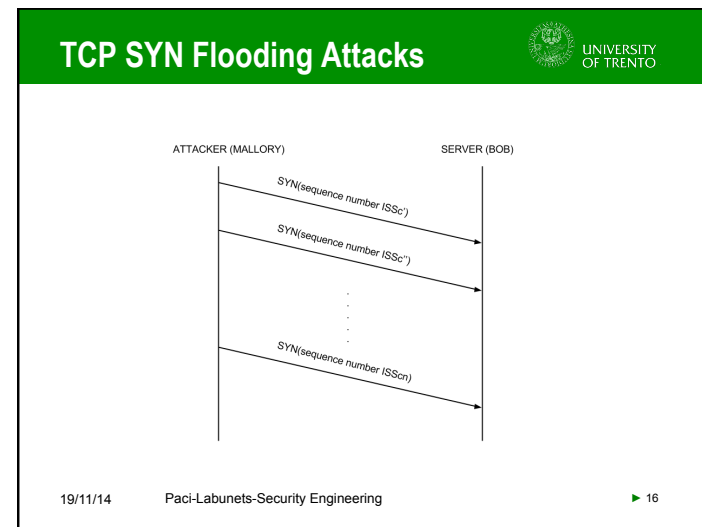 TCP SYN Flooding Attacks
UNIVERSITY
OF TRENTO
ATTACKER (MALLORY)
SERVER (BOB)
SYN(sequence number ISSc')
SYN(sequence number ISSc'')
SYN(sequence number ISScn)
19/11/14
Paci-Labunets-Security Engineering
► 16